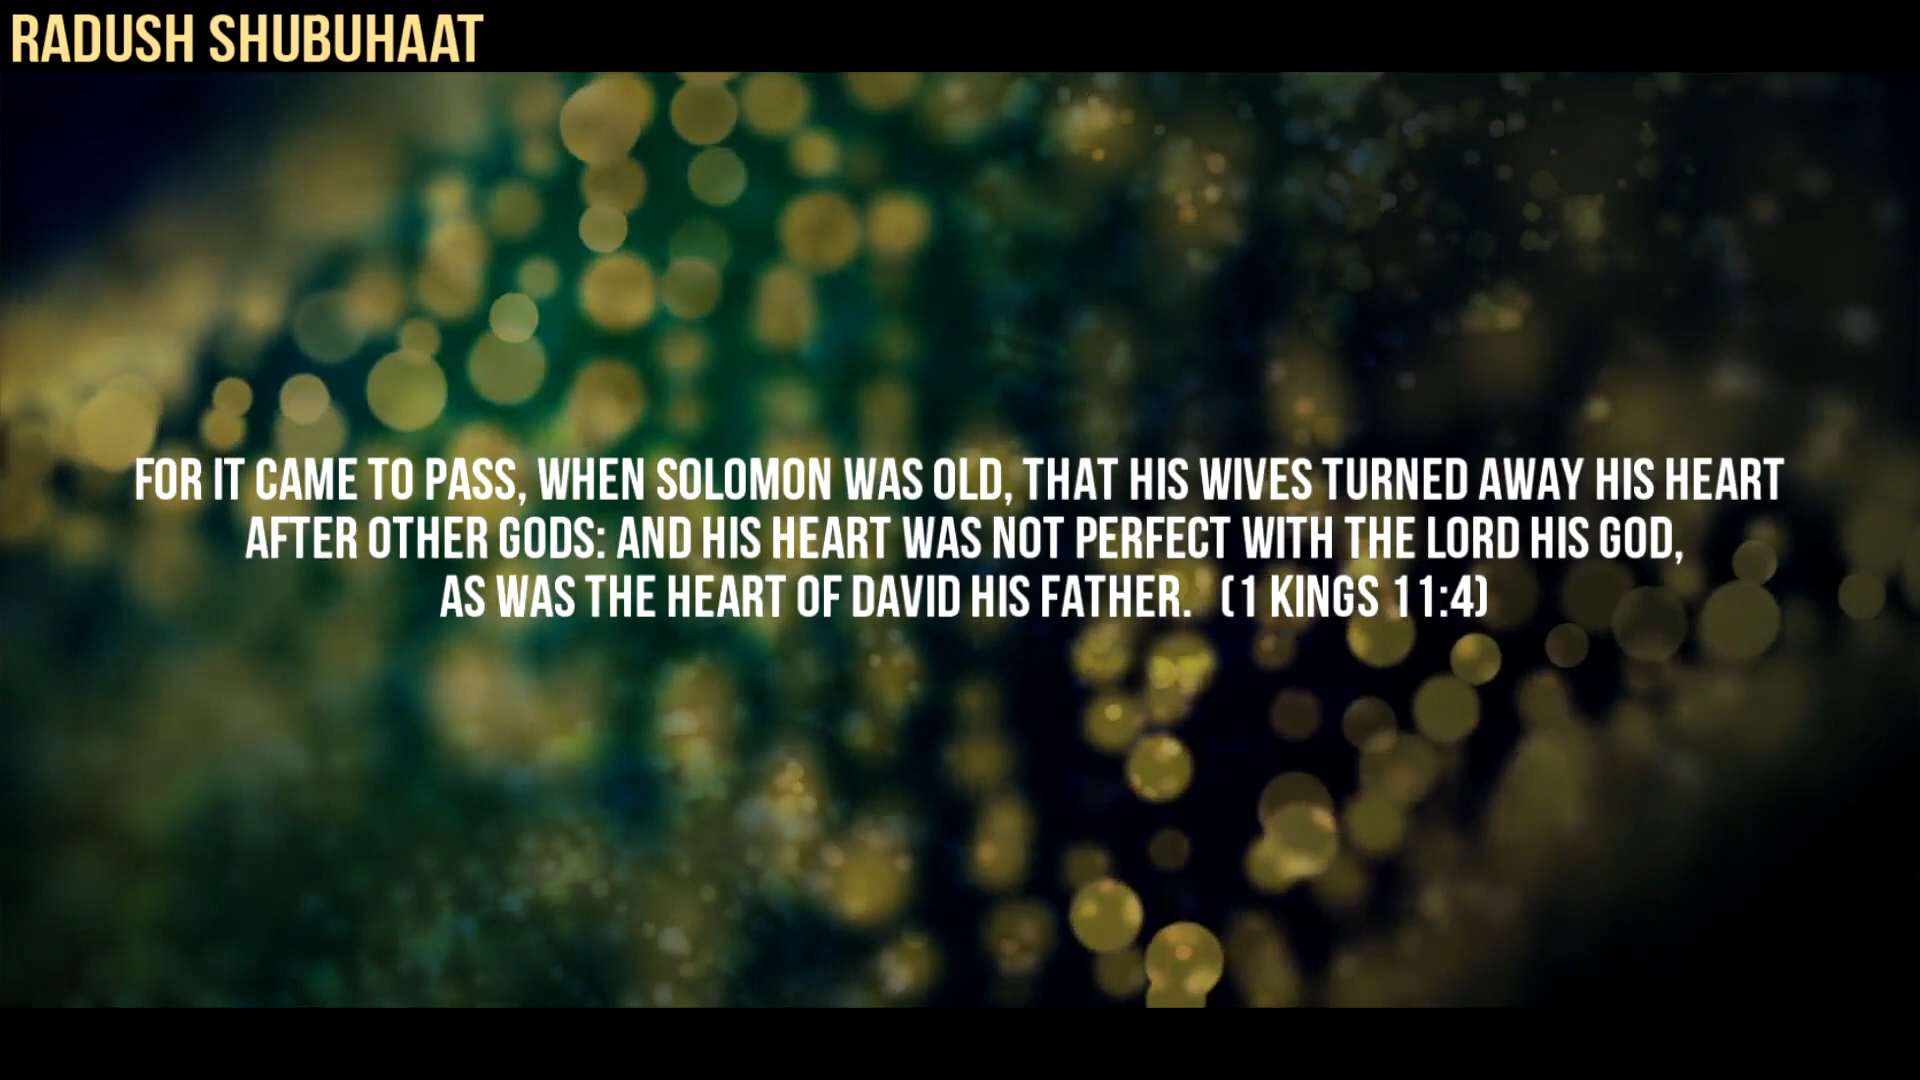 RADUSH SHUBUHAAT
FOR IT CAME TO PASS, WHEN SOLOMON WAS OLD, THAT HIS WIVES TURNED AWAY HIS HEART
AFTER OTHER GODS: AND HIS HEART WAS NOT PERFECT WITH THE LORD HIS GOD,
AS WAS THE HEART OF DAVID HIS FATHER. (1 KINGS 11:4)